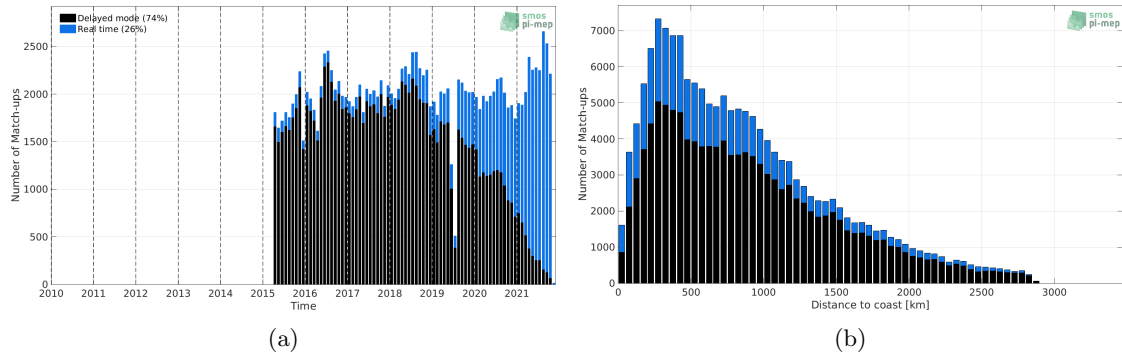 Delayed mode (74%)
Real time (26%)
smos
pi-mep
Number of Match-ups
2500
2000
1500
1000
500
0
2010 2011 2012 2013 2014 2015 2016 2017 2018 2019 2020 2021
Time
(a)
smos
pi-mep
Number of Match-ups
7000
6000
5000
4000
3000
2000
1000
0
0 500 1000 1500 2000 2500 3000
Distance to coast [km]
(b)